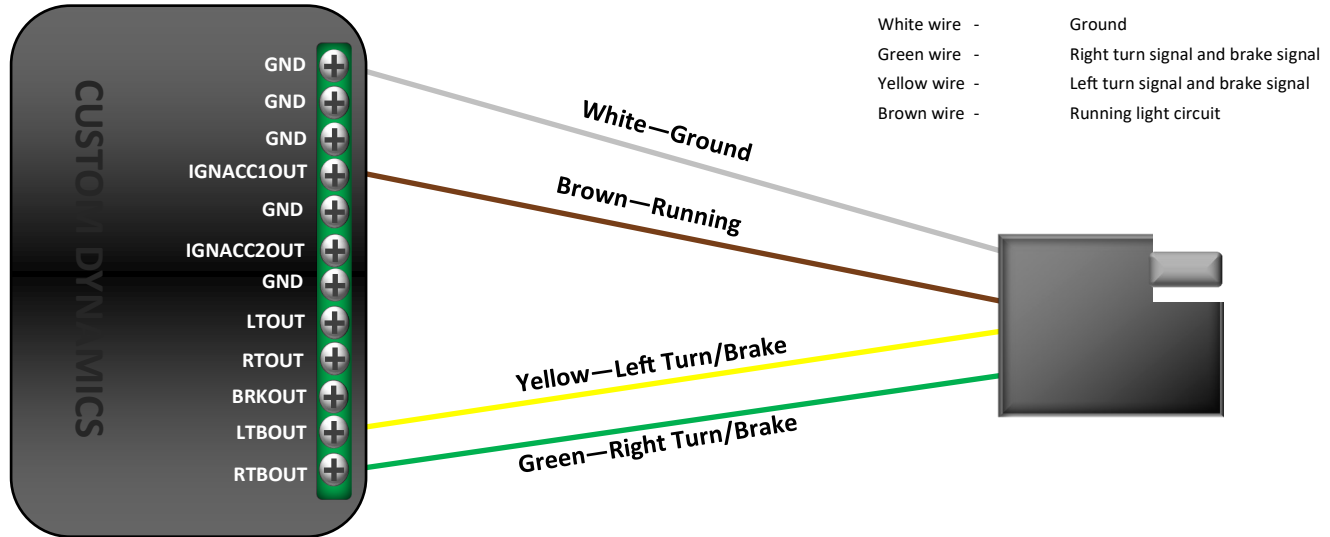 White wire - Ground
Green wire - Right turn signal and brake signal
Yellow wire - Left turn signal and brake signal
Brown wire - Running light circuit
CUSTOM DYNAMICS
GND
GND
GND
IGNACC1OUT
GND
IGNACC2OUT
GND
LTOUT
RTOUT
BRKOUT
LTBOUT
RTBOUT
White—Ground
Brown—Running
Yellow—Left Turn/Brake
Green—Right Turn/Brake